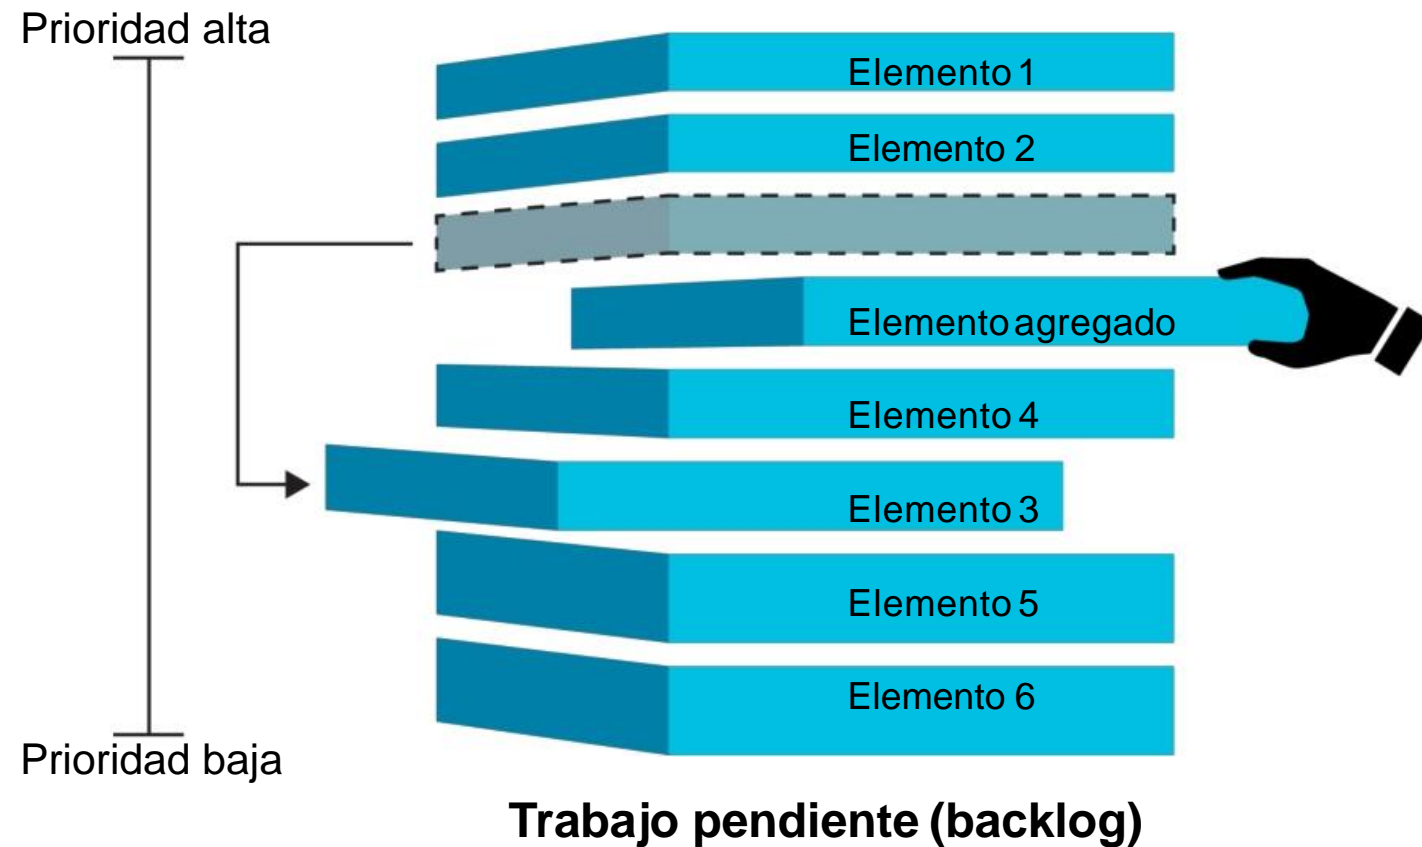 Prioridad alta
Elemento 1
Elemento 2
Elemento agregado
Elemento 4
Elemento 3
Elemento 5
Elemento 6
Prioridad baja
Trabajo pendiente (backlog)